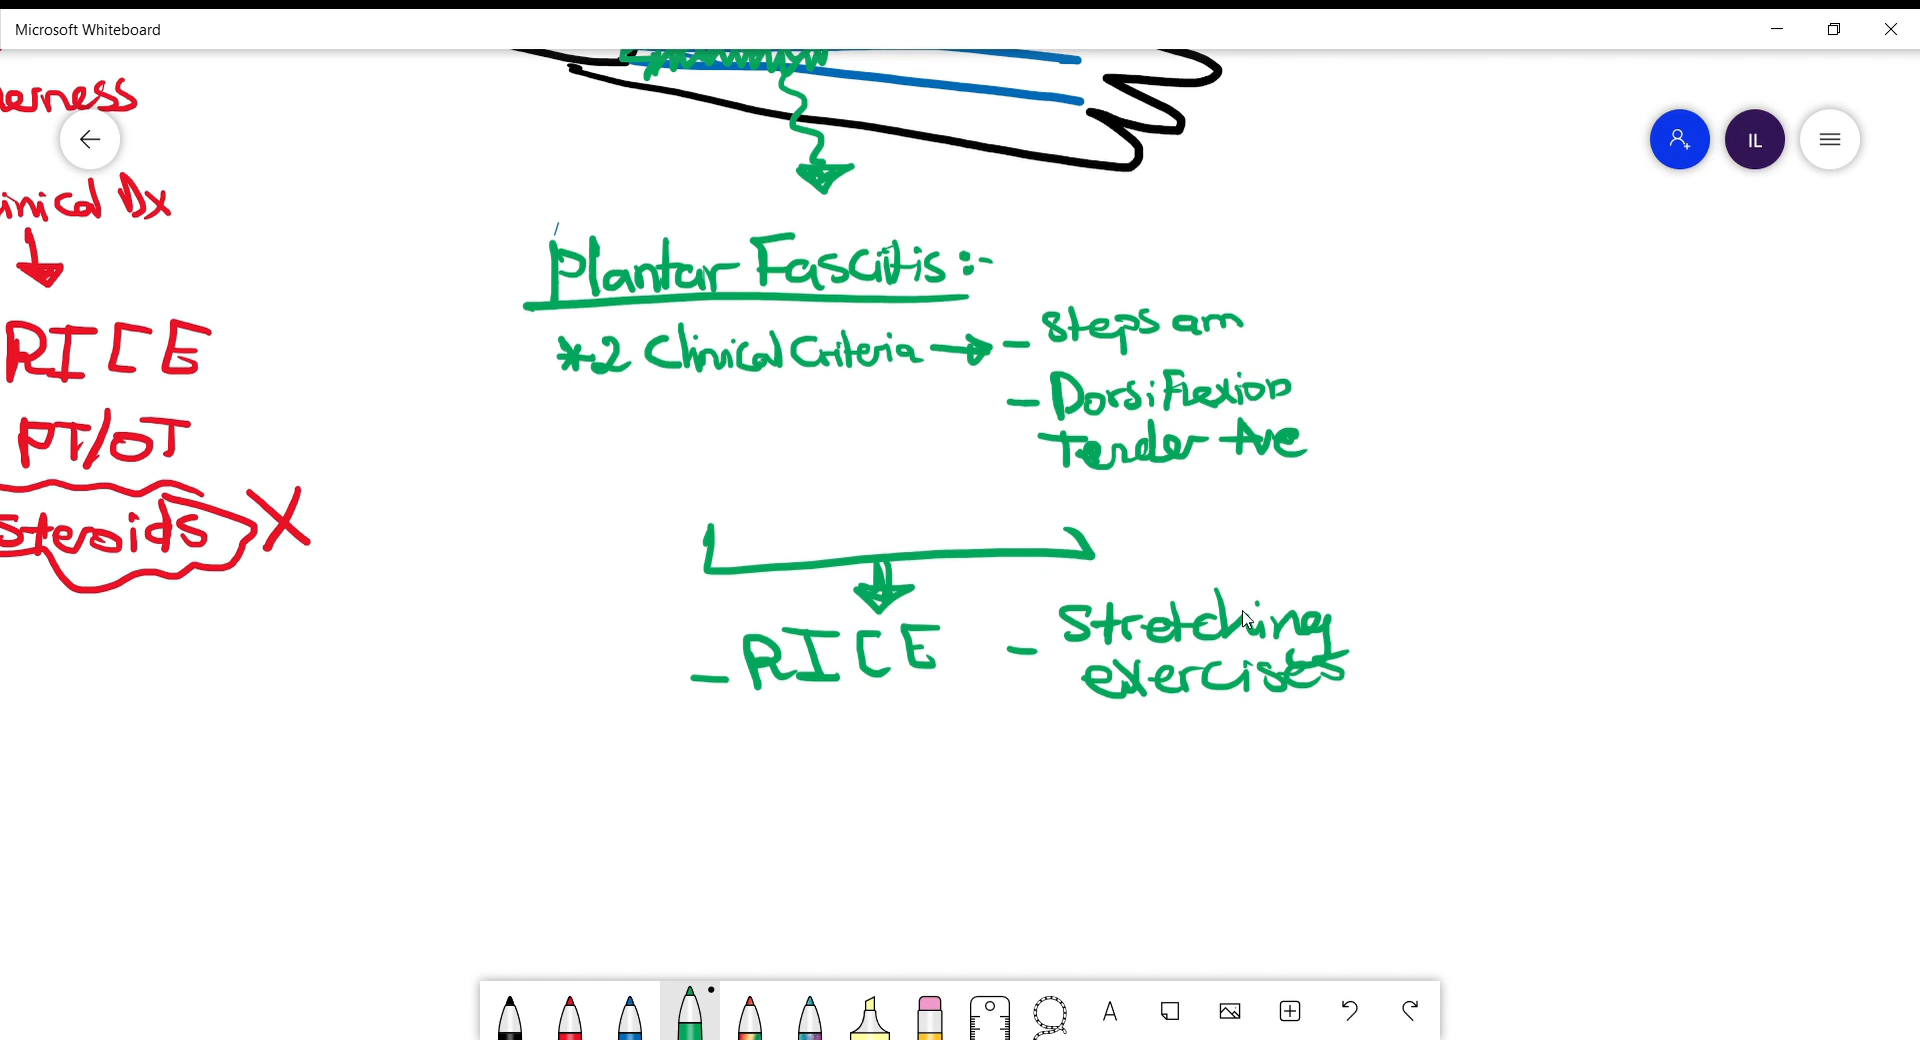 Microsoft Whiteboard
erness
inical Dx
RICE
PT/OT
steroids X
IL
Plantar Fascitis :-
*2 Clinical Criteria → - Steps am
- Dorsiflexion
Tender +ve
- RICE - Stretching
exercises
A